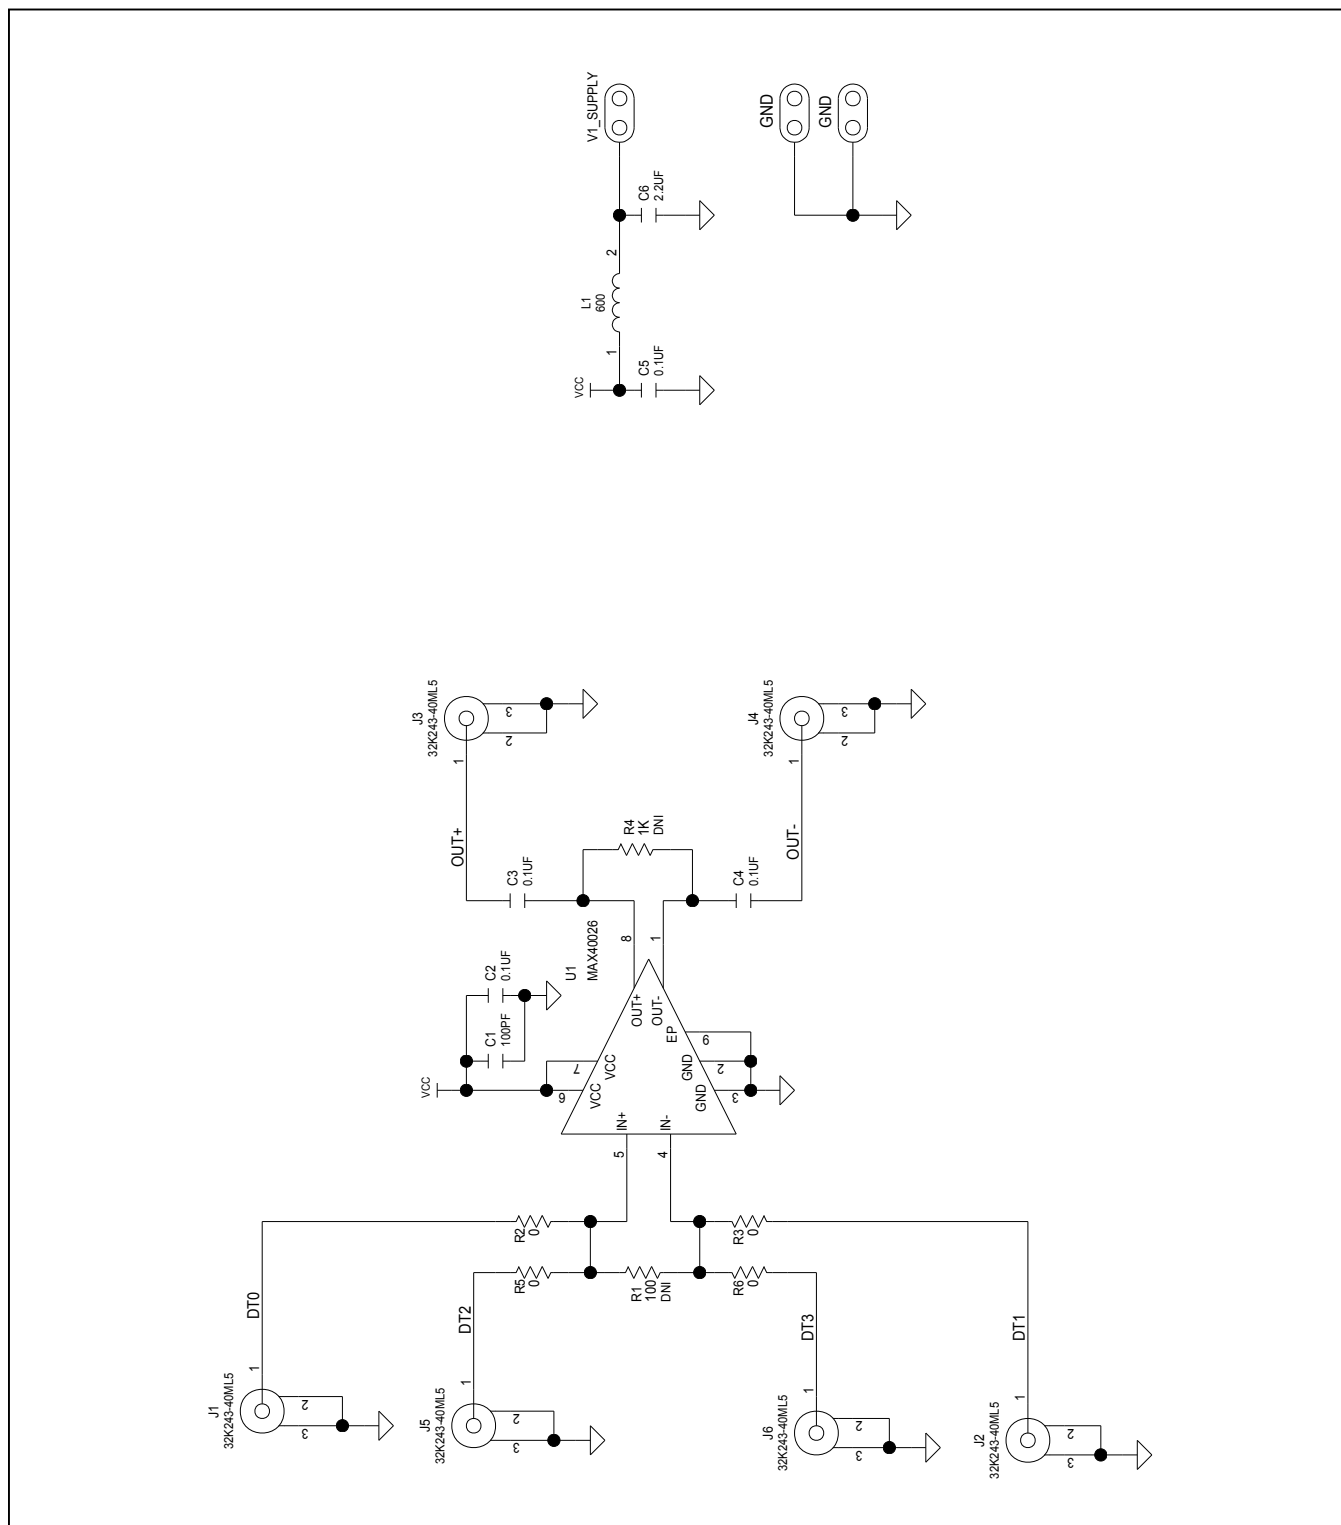 V1_SUPPLY
GND
GND
C6
2.2UF
2
L1
600
1
VCC
C5
0.1UF
J3
32K243-40ML5
3
2
1
OUT+
J4
32K243-40ML5
3
2
1
OUT-
R4
1K
DNI
C3
0.1UF
C4
0.1UF
8
1
U1
MAX40026
C2
0.1UF
C1
100PF
VCC
OUT+
OUT-
EP
9
7
VCC
GND
2
6
VCC
GND
3
IN+
IN-
5
4
R2
0
R3
0
R5
0
R1
100
DNI
R6
0
DT0
DT2
DT3
DT1
1
J1
32K243-40ML5
2
3
1
J5
32K243-40ML5
2
3
1
J6
32K243-40ML5
2
3
1
J2
32K243-40ML5
2
3